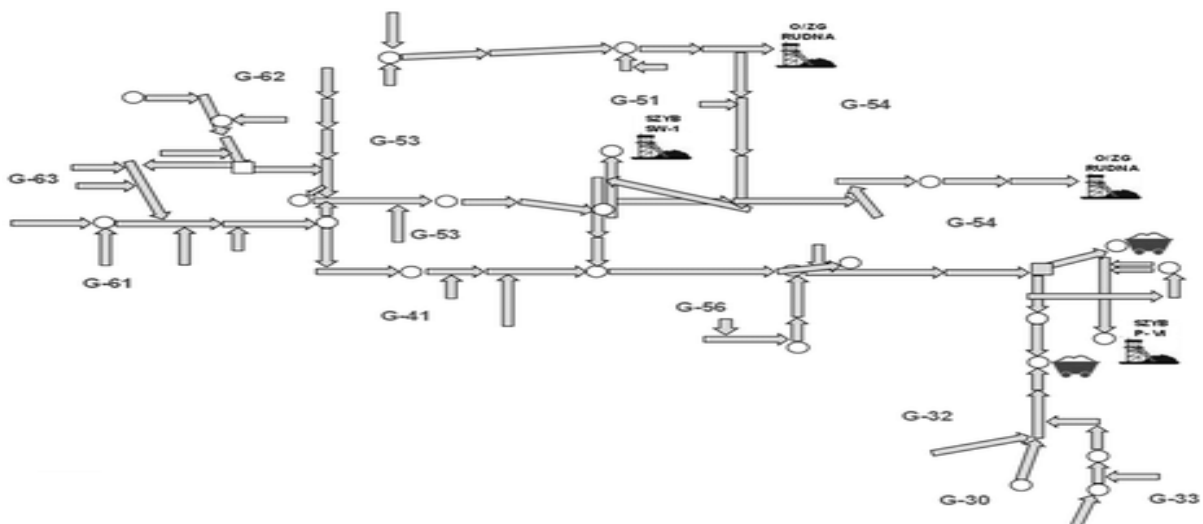 O/ZG
RUDNA
G-62
G-51
G-54
SZYB
SW-1
G-53
O/ZG
RUDNA
G-63
G-54
G-53
G-61
G-56
G-41
SZYB
P-VI
G-32
G-30
G-33